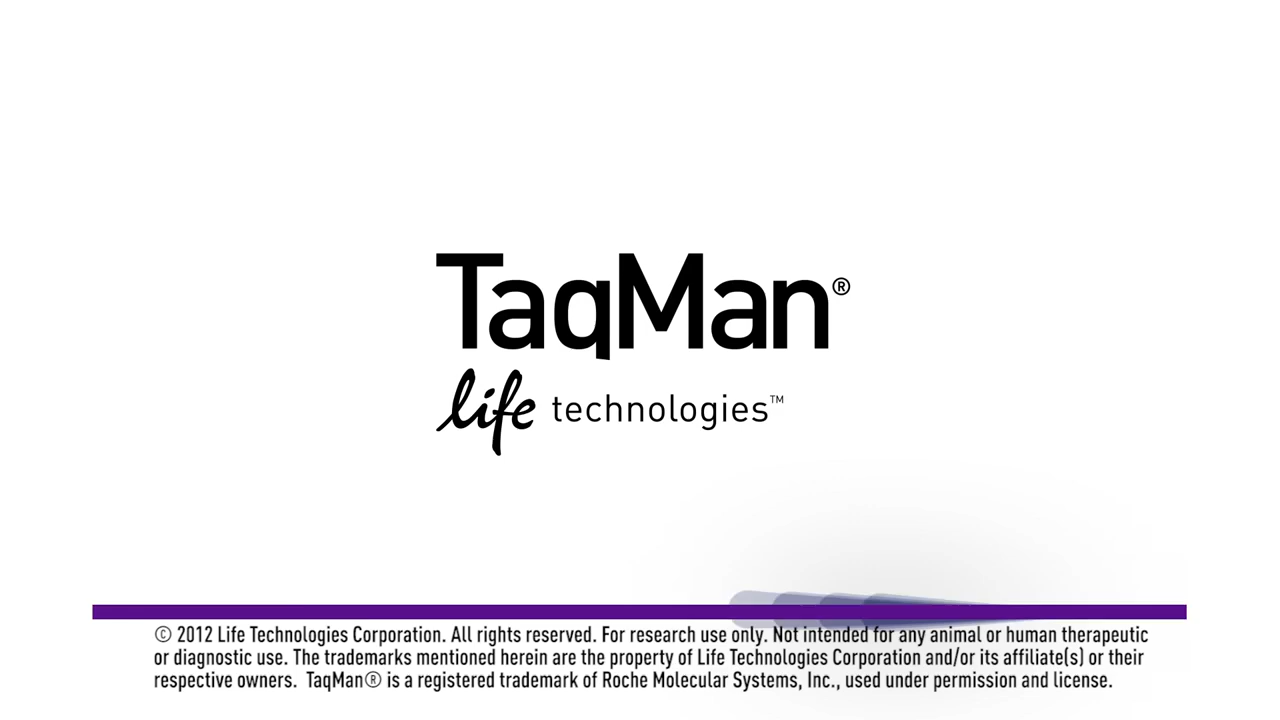 TaqMan®
life technologies™
© 2012 Life Technologies Corporation. All rights reserved. For research use only. Not intended for any animal or human therapeutic
or diagnostic use. The trademarks mentioned herein are the property of Life Technologies Corporation and/or its affiliate(s) or their
respective owners. TaqMan® is a registered trademark of Roche Molecular Systems, Inc., used under permission and license.